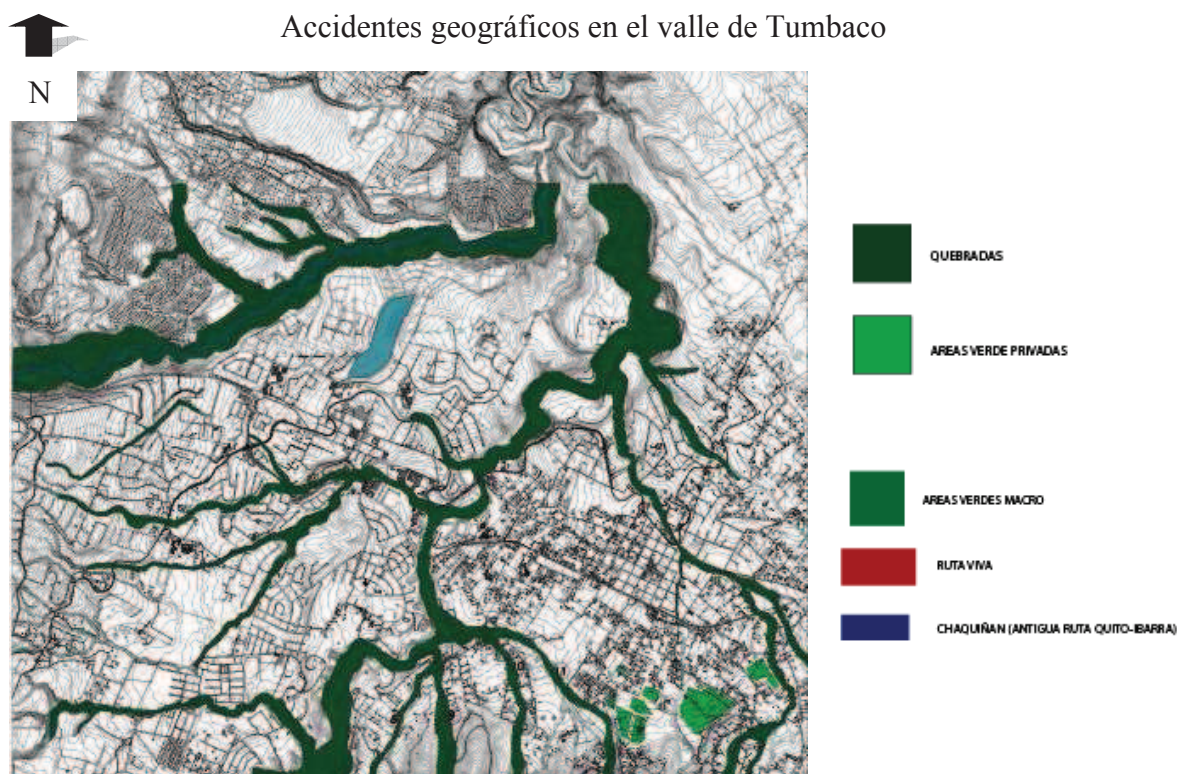 Accidentes geográficos en el valle de Tumbaco
N
QUEBRADAS
AREAS VERDE PRIVADAS
AREAS VERDES MACRO
RUTA VIVA
CHAQUIÑAN (ANTIGUA RUTA QUITO-IBARRA)